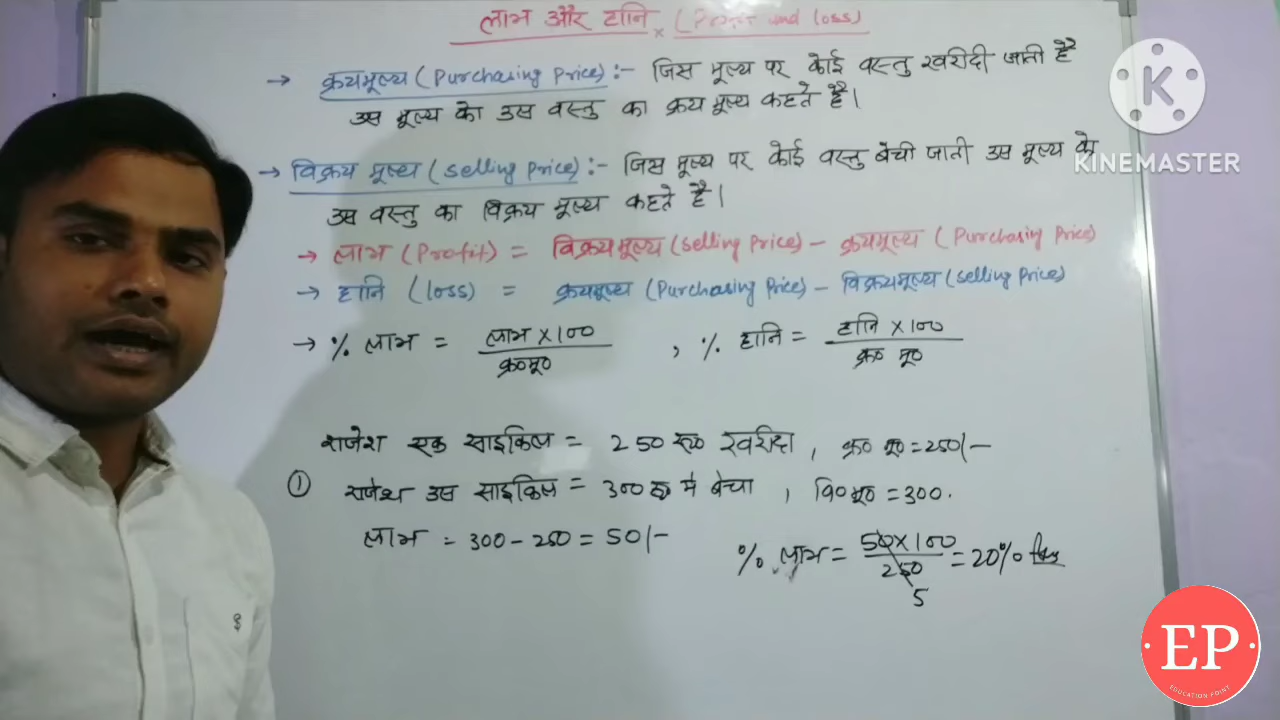 लाभ और हानि (Profit and loss)
→ क्रयमूल्य (Purchasing Price) :- जिस मूल्य पर कोई वस्तु खरीदी जाती है
उस मूल्य को उस वस्तु का क्रय मूल्य कहते है।
→ विक्रय मूल्य (selling Price) :- जिस मूल्य पर कोई वस्तु बेची जाती उस मूल्य को
उस वस्तु का विक्रय मूल्य कहते है।
→ लाभ (Profit) = विक्रयमूल्य (selling Price) - क्रयमूल्य (Purchasing Price)
→ हानि (loss) = क्रयमूल्य (Purchasing Price) - विक्रयमूल्य (selling Price)
→ % लाभ = लाभ × 100 / क्र०मू० , % हानि = हानि × 100 / क्र० मू०
राजेश एक साइकिल = 250 रू० खरीदा , क्र० मू० = 250/-
① राजेश उस साइकिल = 300 रू मे बेचा , वि० मू० = 300.
लाभ = 300 - 250 = 50/-
% लाभ = 50 × 100 / 250 = 20%
5
K
KINEMASTER
EP
EDUCATION POINT